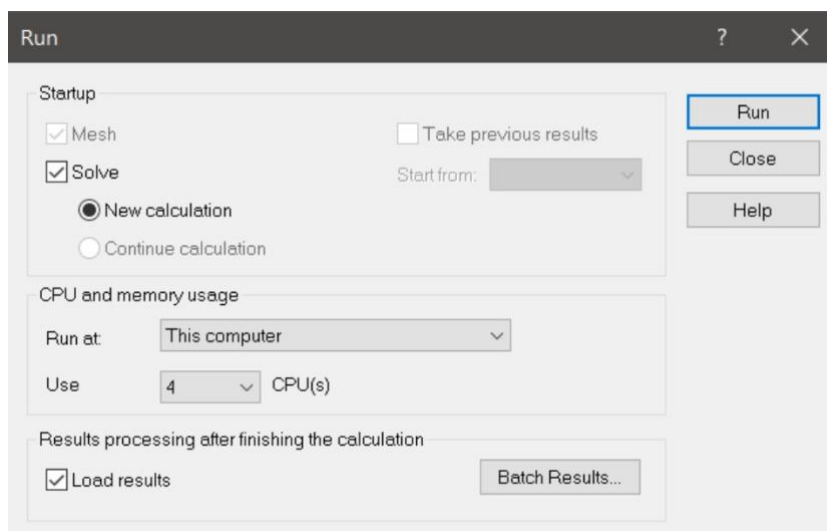 Run
Startup
Mesh
Take previous results
Run
Solve
Start from:
Close
New calculation
Help
Continue calculation
CPU and memory usage
Run at:
This computer
Use
4
CPU(s)
Results processing after finishing the calculation
Load results
Batch Results...